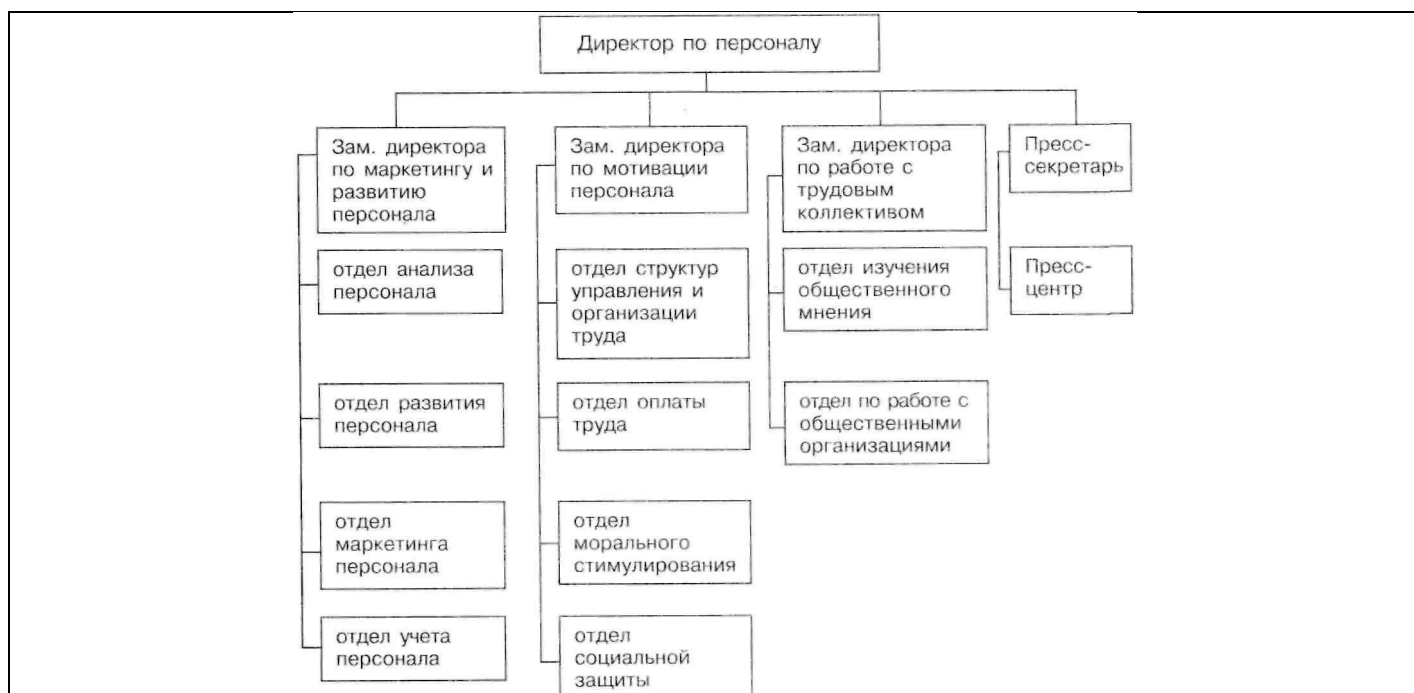 Директор по персоналу
Зам. директора
по маркетингу и
развитию
персонала
отдел анализа
персонала
отдел развития
персонала
отдел
маркетинга
персонала
отдел учета
персонала
Зам. директора
по мотивации
персонала
отдел структур
управления и
организации
труда
отдел оплаты
труда
отдел
морального
стимулирования
отдел
социальной
защиты
Зам. директора
по работе с
трудовым
коллективом
отдел изучения
общественного
мнения
отдел по работе с
общественными
организациями
Пресс-
секретарь
Пресс-
центр